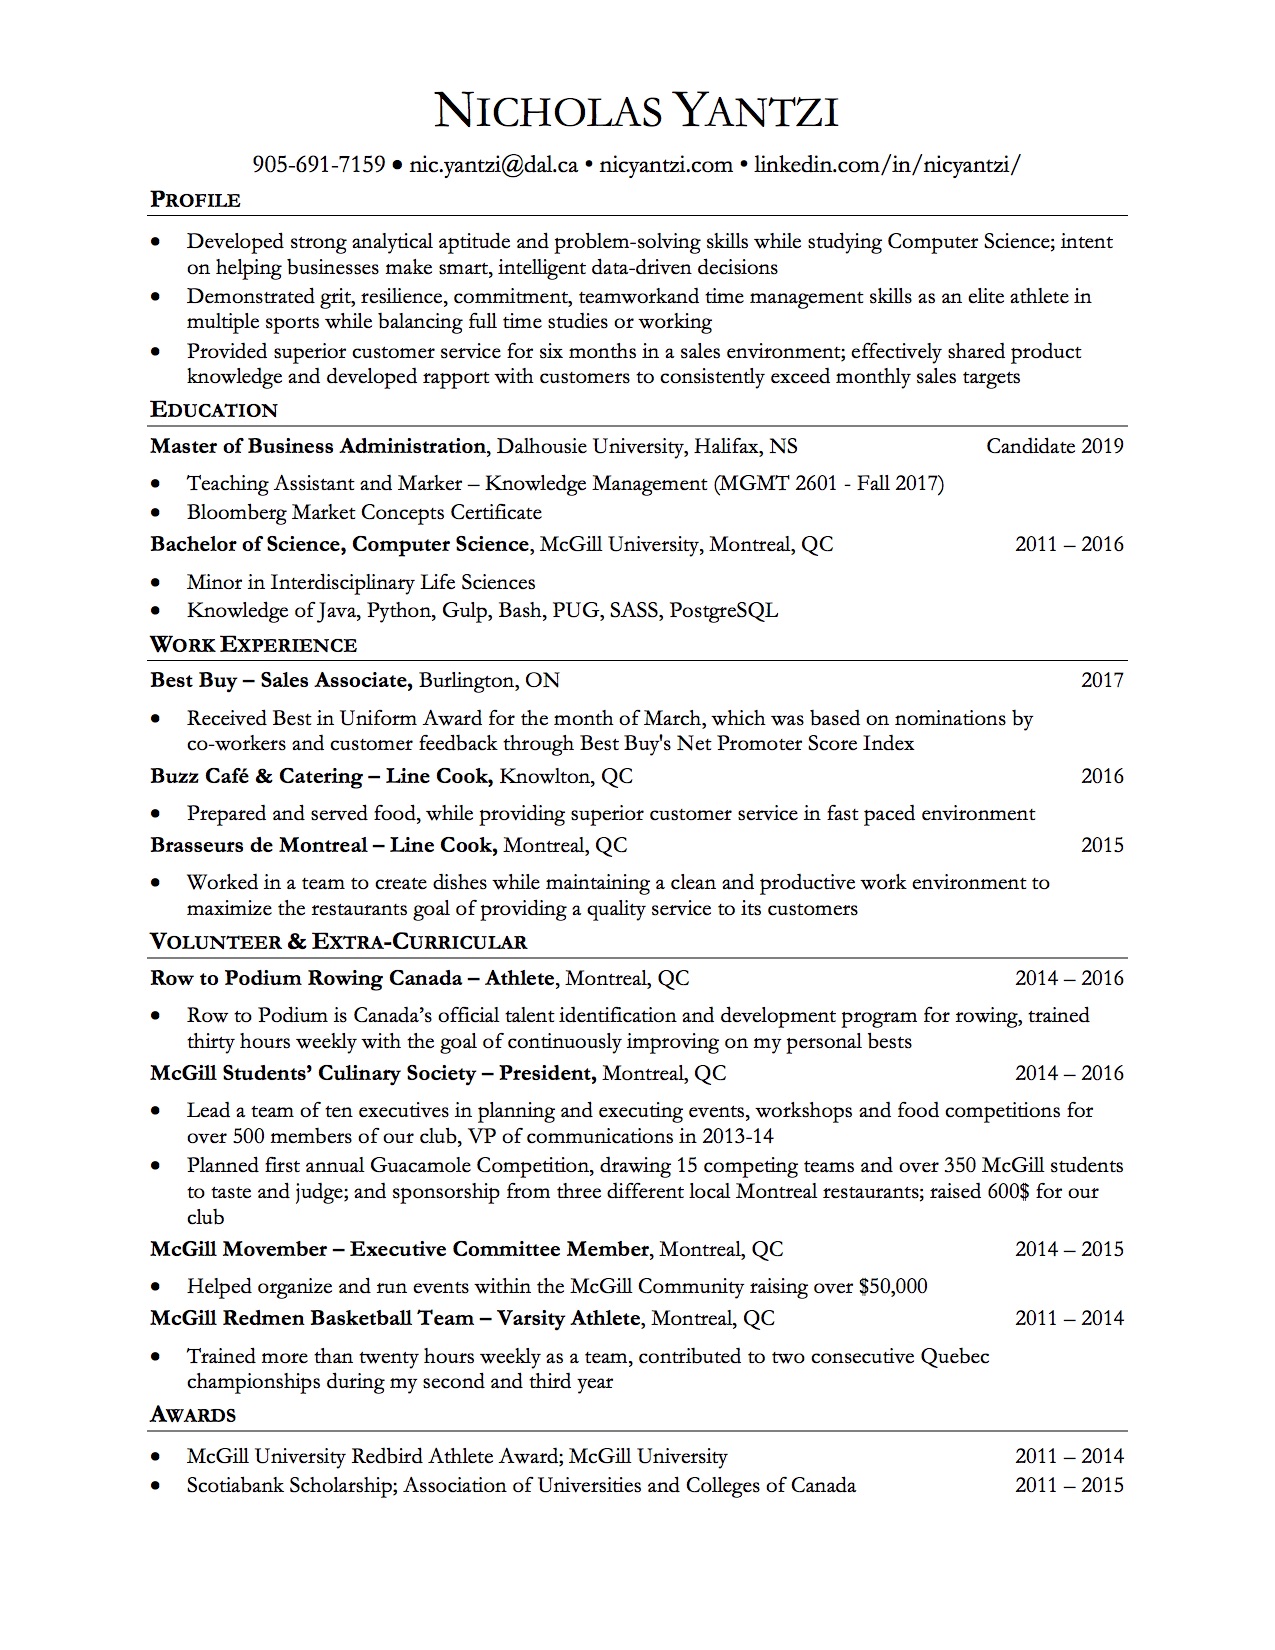 NICHOLAS YANTZI
905-691-7159 • nic.yantzi@dal.ca • nicyantzi.com • linkedin.com/in/nicyantzi/
PROFILE
• Developed strong analytical aptitude and problem-solving skills while studying Computer Science; intent
on helping businesses make smart, intelligent data-driven decisions
• Demonstrated grit, resilience, commitment, teamworkand time management skills as an elite athlete in
multiple sports while balancing full time studies or working
• Provided superior customer service for six months in a sales environment; effectively shared product
knowledge and developed rapport with customers to consistently exceed monthly sales targets
EDUCATION
Master of Business Administration, Dalhousie University, Halifax, NS Candidate 2019
• Teaching Assistant and Marker – Knowledge Management (MGMT 2601 - Fall 2017)
• Bloomberg Market Concepts Certificate
Bachelor of Science, Computer Science, McGill University, Montreal, QC 2011 – 2016
• Minor in Interdisciplinary Life Sciences
• Knowledge of Java, Python, Gulp, Bash, PUG, SASS, PostgreSQL
WORK EXPERIENCE
Best Buy – Sales Associate, Burlington, ON 2017
• Received Best in Uniform Award for the month of March, which was based on nominations by
co-workers and customer feedback through Best Buy's Net Promoter Score Index
Buzz Café & Catering – Line Cook, Knowlton, QC 2016
• Prepared and served food, while providing superior customer service in fast paced environment
Brasseurs de Montreal – Line Cook, Montreal, QC 2015
• Worked in a team to create dishes while maintaining a clean and productive work environment to
maximize the restaurants goal of providing a quality service to its customers
VOLUNTEER & EXTRA-CURRICULAR
Row to Podium Rowing Canada – Athlete, Montreal, QC 2014 – 2016
• Row to Podium is Canada’s official talent identification and development program for rowing, trained
thirty hours weekly with the goal of continuously improving on my personal bests
McGill Students’ Culinary Society – President, Montreal, QC 2014 – 2016
• Lead a team of ten executives in planning and executing events, workshops and food competitions for
over 500 members of our club, VP of communications in 2013-14
• Planned first annual Guacamole Competition, drawing 15 competing teams and over 350 McGill students
to taste and judge; and sponsorship from three different local Montreal restaurants; raised 600$ for our
club
McGill Movember – Executive Committee Member, Montreal, QC 2014 – 2015
• Helped organize and run events within the McGill Community raising over $50,000
McGill Redmen Basketball Team – Varsity Athlete, Montreal, QC 2011 – 2014
• Trained more than twenty hours weekly as a team, contributed to two consecutive Quebec
championships during my second and third year
AWARDS
• McGill University Redbird Athlete Award; McGill University 2011 – 2014
• Scotiabank Scholarship; Association of Universities and Colleges of Canada 2011 – 2015